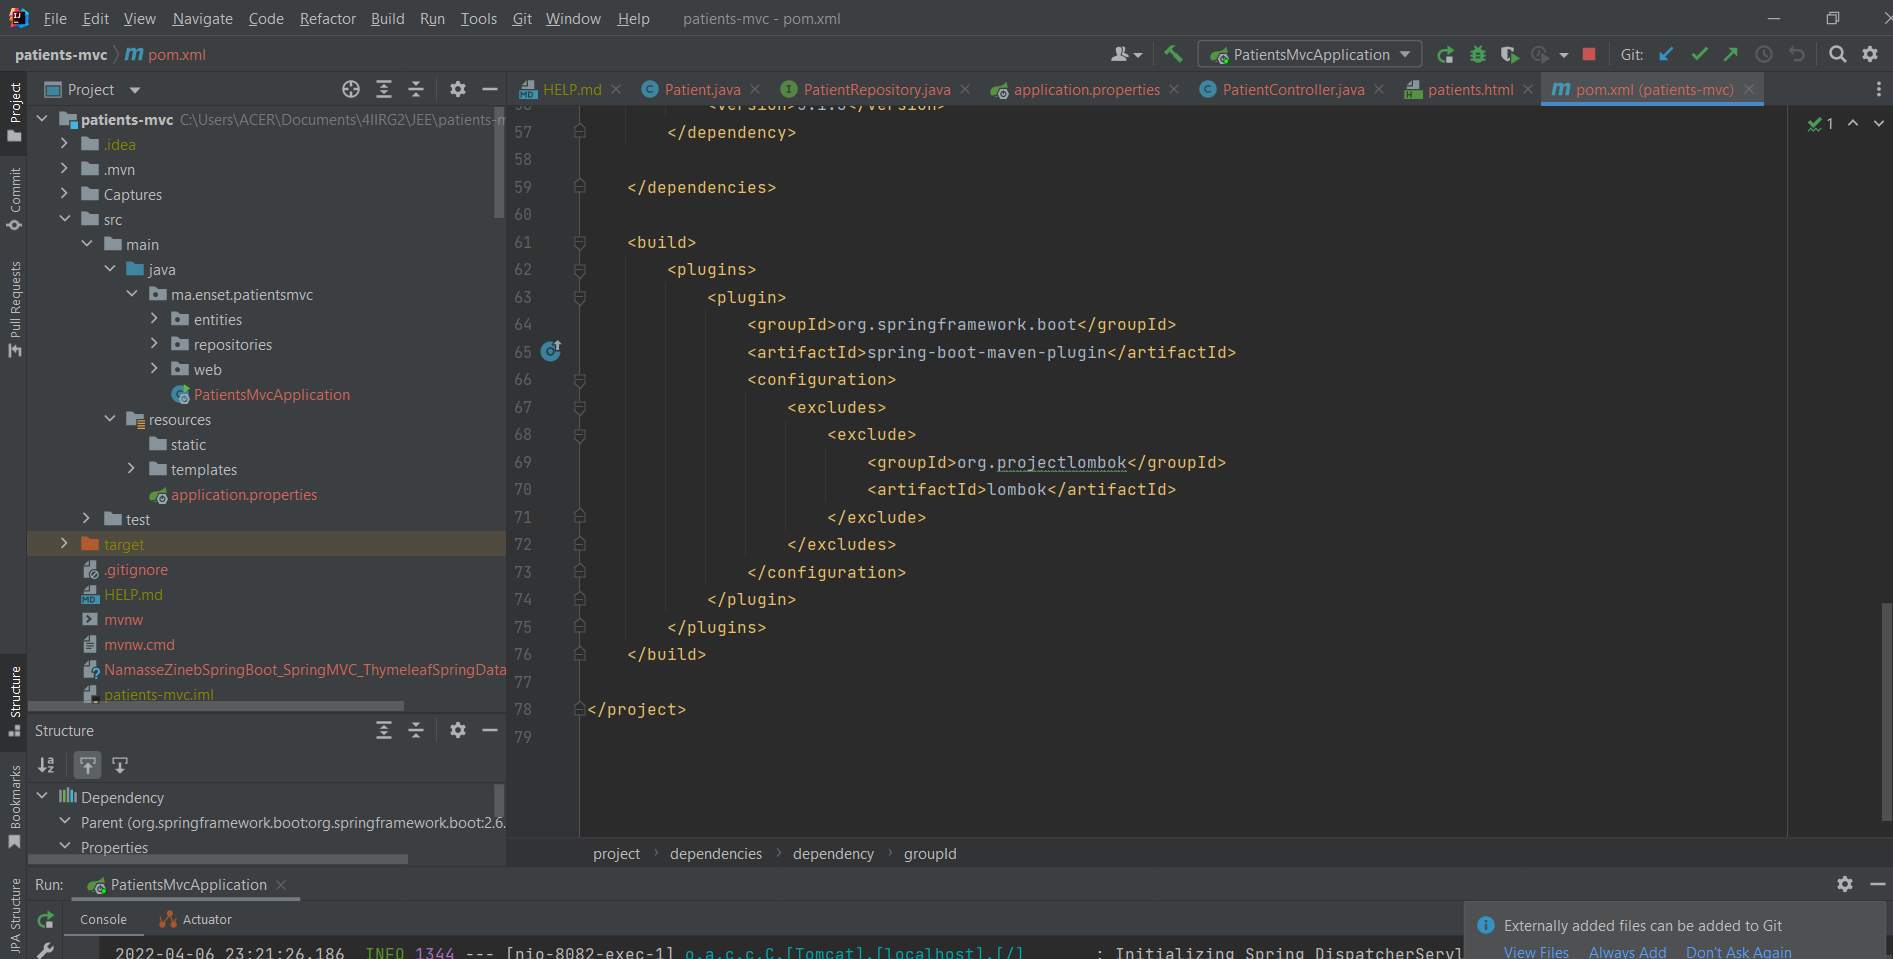 File Edit View Navigate Code Refactor Build Run Tools Git Window Help patients-mvc - pom.xml
patients-mvc m pom.xml PatientsMvcApplication Git:
Project
HELP.md Patient.java PatientRepository.java application.properties PatientController.java patients.html pom.xml (patients-mvc)
Project
Commit
Pull Requests
Structure
Bookmarks
JPA Structure
patients-mvc C:\Users\ACER\Documents\4IIRG2\JEE\patients-m
.idea
.mvn
Captures
src
main
java
ma.enset.patientsmvc
entities
repositories
web
PatientsMvcApplication
resources
static
templates
application.properties
test
target
.gitignore
HELP.md
mvnw
mvnw.cmd
NamasseZinebSpringBoot_SpringMVC_ThymeleafSpringData
patients-mvc.iml
Structure
Dependency
Parent (org.springframework.boot:org.springframework.boot:2.6.
Properties
1
57 </dependency>
58
59 </dependencies>
60
61 <build>
62 <plugins>
63 <plugin>
64 <groupId>org.springframework.boot</groupId>
65 <artifactId>spring-boot-maven-plugin</artifactId>
66 <configuration>
67 <excludes>
68 <exclude>
69 <groupId>org.projectlombok</groupId>
70 <artifactId>lombok</artifactId>
71 </exclude>
72 </excludes>
73 </configuration>
74 </plugin>
75 </plugins>
76 </build>
77
78 </project>
79
project dependencies dependency groupId
Run: PatientsMvcApplication
Console Actuator
2022-04-06 23:21:26.186 INFO 1344 --- [nio-8082-exec-1] o.a.c.c.C.[Tomcat].[localhost].[/] : Initializing Spring DispatcherServl
Externally added files can be added to Git
View Files Always Add Don't Ask Again